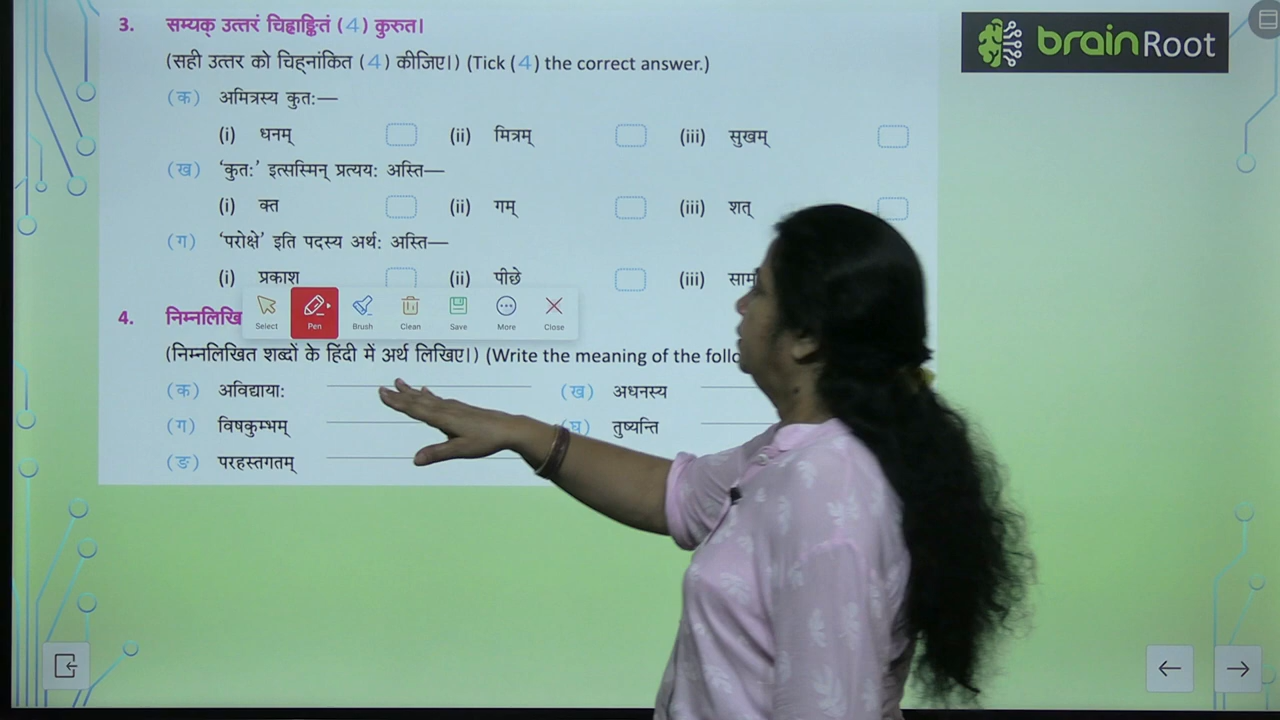 3. सम्यक् उत्तरं चिह्नाङ्कितं (4) कुरुत।
brainRoot
(सही उत्तर को चिह्नांकित (4) कीजिए।) (Tick (4) the correct answer.)
(क) अमित्रस्य कुतः—
(i) धनम् (ii) मित्रम् (iii) सुखम्
(ख) ‘कुतः’ इत्सस्मिन् प्रत्ययः अस्ति—
(i) क्त (ii) गम् (iii) शत्
(ग) ‘परोक्षे’ इति पदस्य अर्थः अस्ति—
(i) प्रकाश (ii) पीछे (iii)
Select Pen Brush Clean Save More Close
4.
(निम्नलिखित शब्दों के हिंदी में अर्थ लिखिए।) (Write the meaning of the
(क) अविद्यायाः (ख) अधनस्य
(ग) विषकुम्भम् (घ) तुष्यन्ति
(ङ) परहस्तगतम्